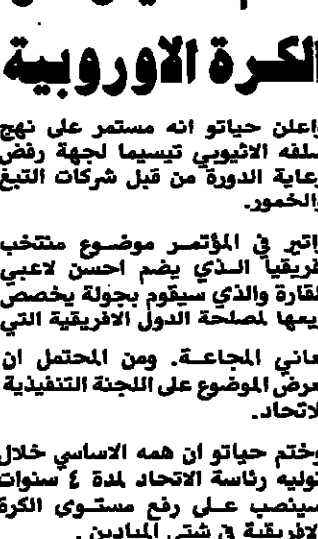 الكرة الاوروبية
واعلن حياتو انه مستمر على نهج
سلفه الاثيوبي تيسيما لجهة رفض
رعاية الدورة من قبل شركات التبغ
والخمور.
واثير في المؤتمر موضوع منتخب
افريقيا الذي يضم احسن لاعبي
القارة والذي سيقوم بجولة يخصص
ريعها لمصلحة الدول الافريقية التي
تعاني المجاعة. ومن المحتمل ان
يعرض الموضوع على اللجنة التنفيذية
للاتحاد.
وختم حياتو ان همه الاساسي خلال
توليه رئاسة الاتحاد لمدة ٤ سنوات
سينصب على رفع مستوى الكرة
الافريقية في شتى الميادين.